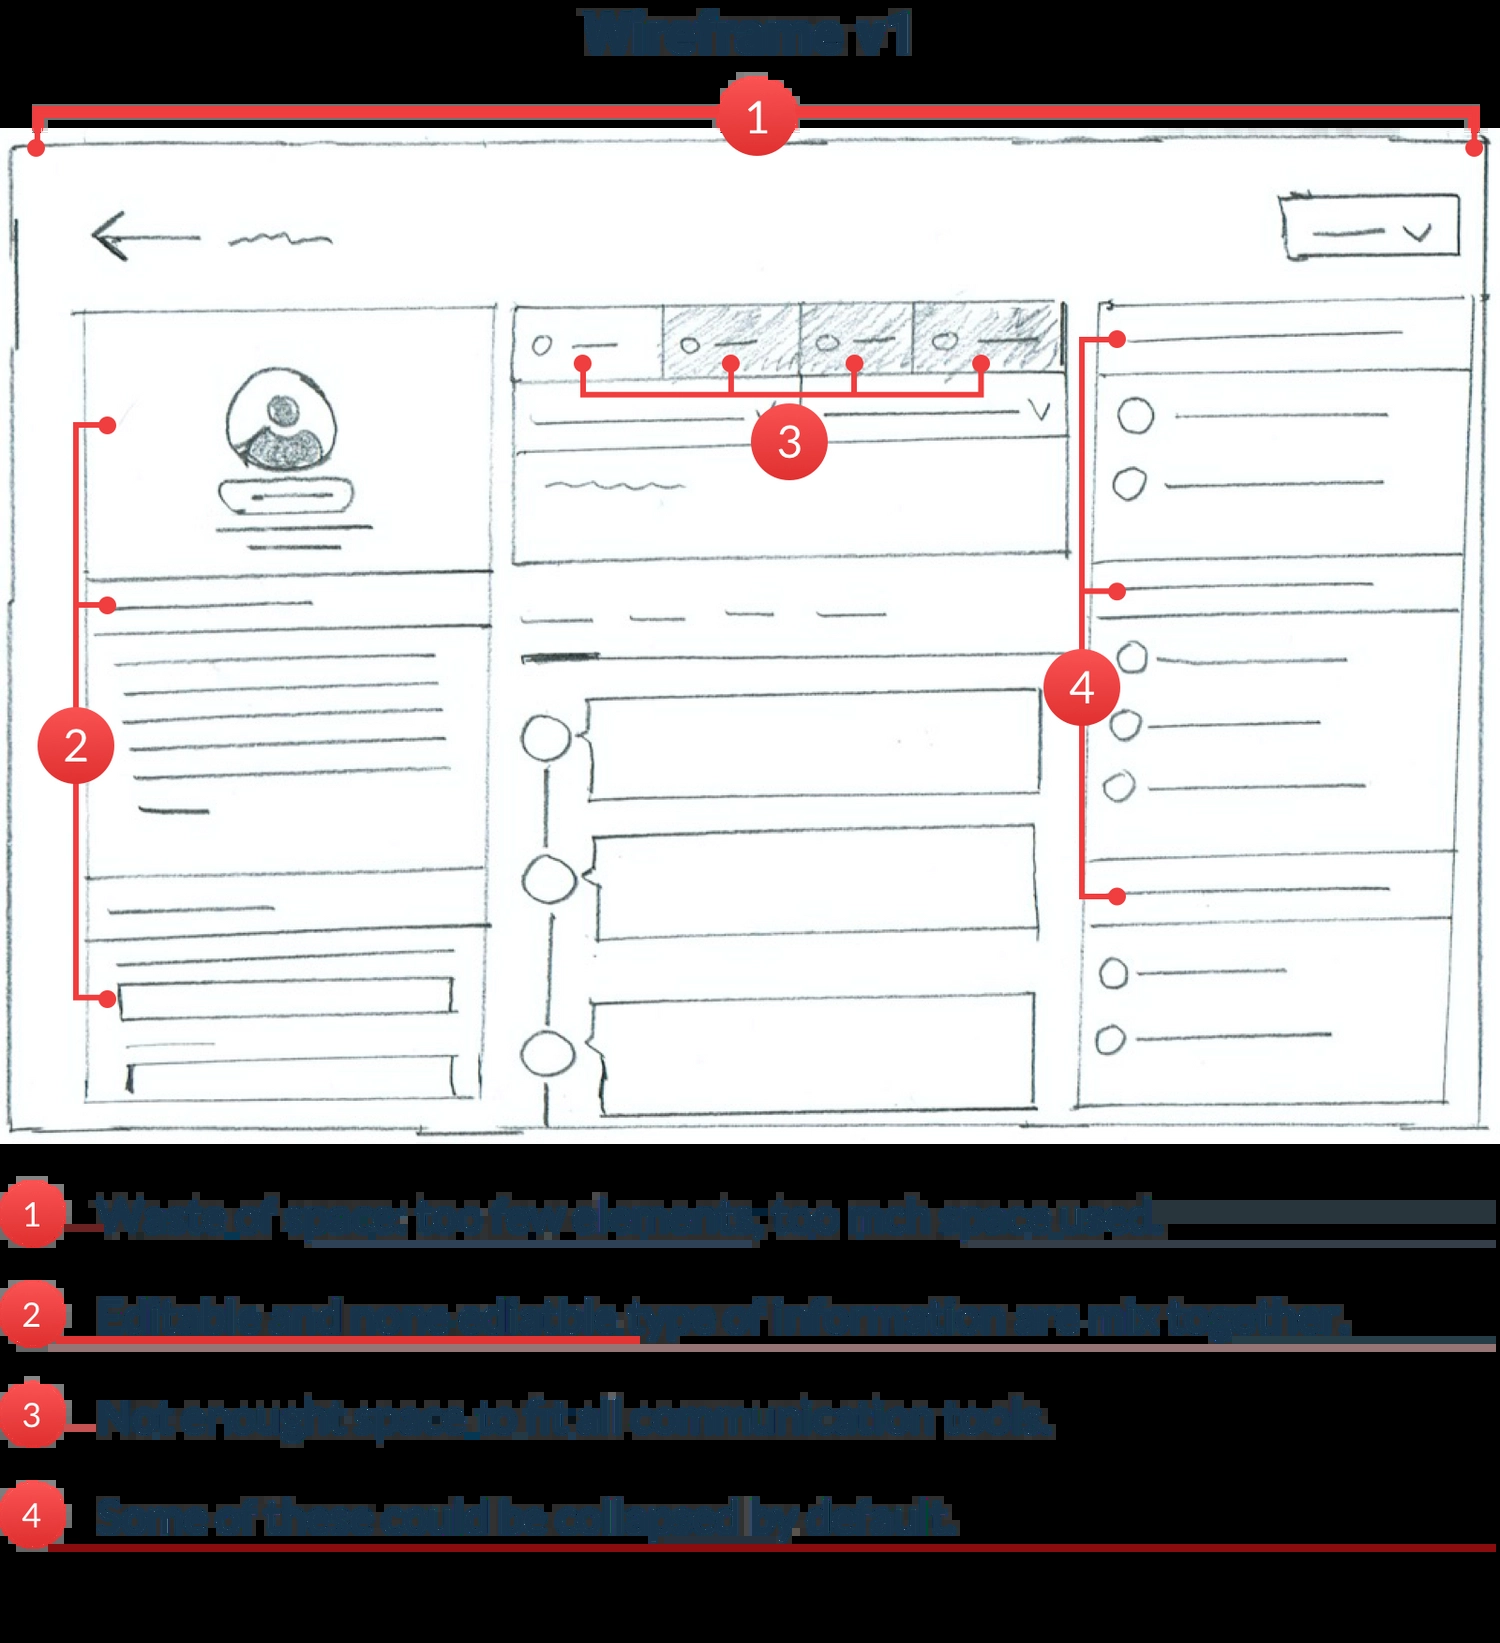 Wireframe v1
1
3
4
2
1 Waste of space: too few elements, too mch space used.
2 Editable and none edistible type of information are mix together.
3 Not enought space to fit all communication tools.
4 Some of these could be collapsed by default.